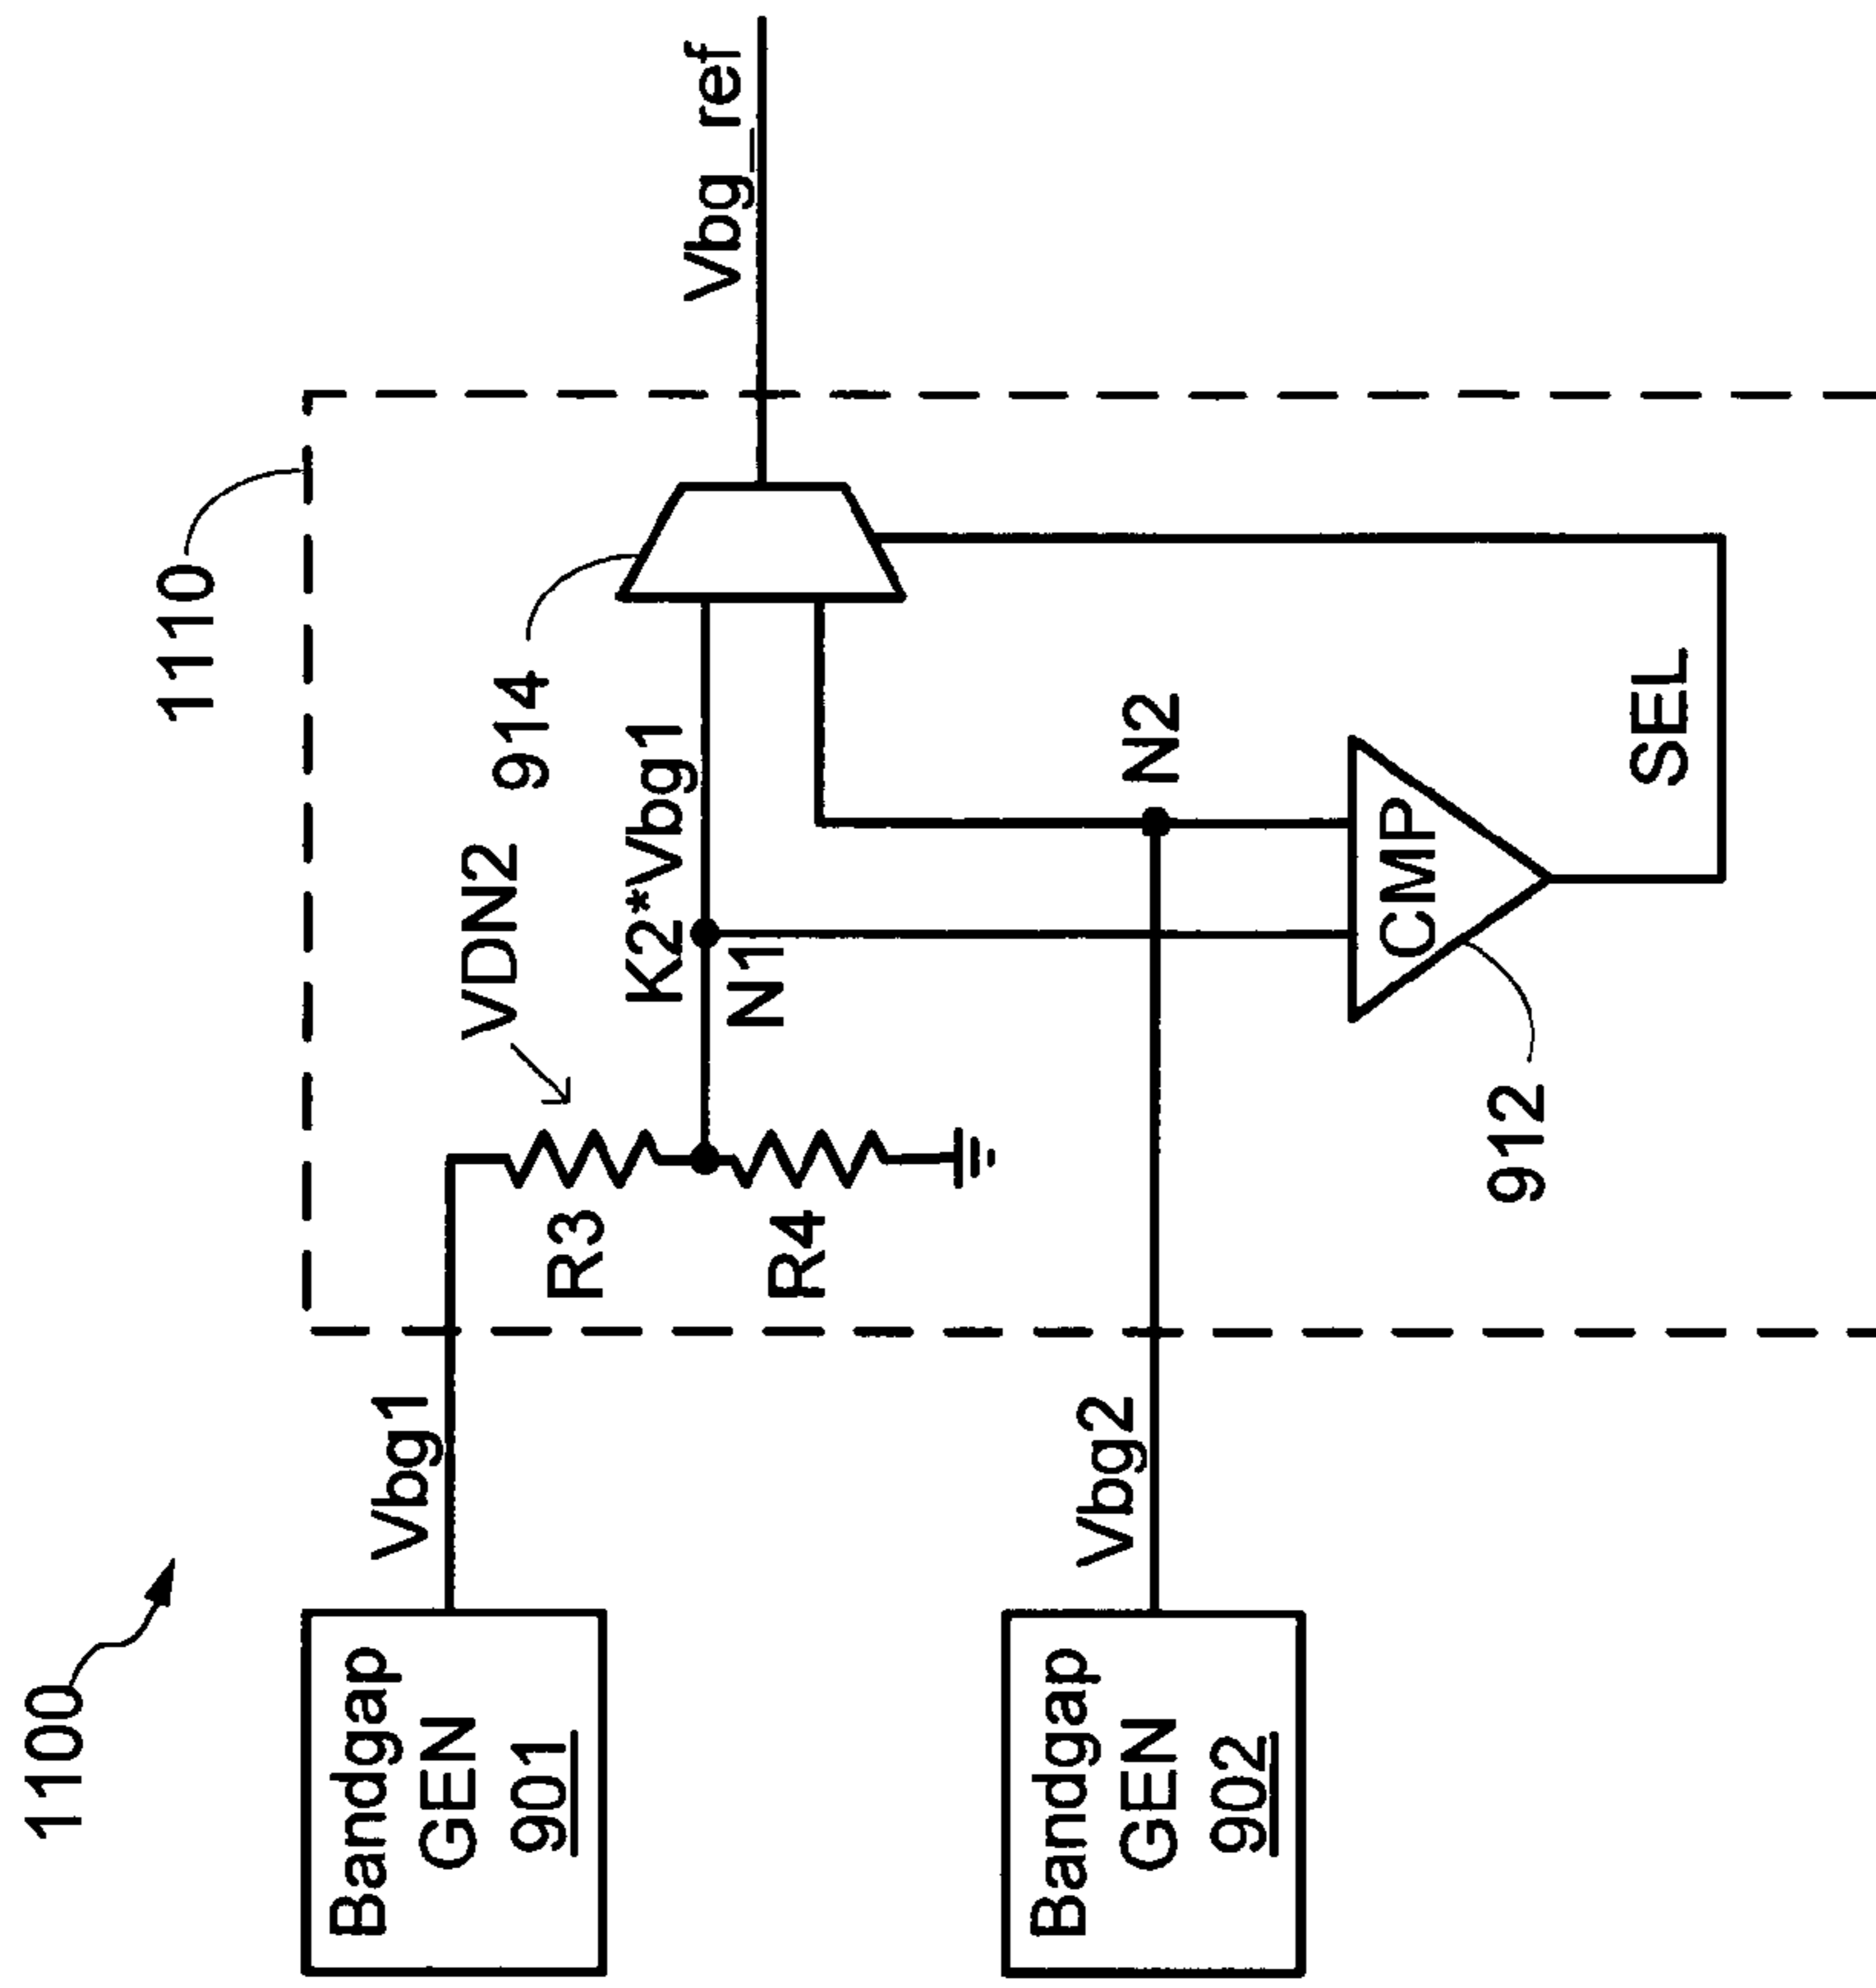 1100
1110
Bandgap
GEN
901
Vbg1
R3
R4
VDN2
K2*Vbg1
N1
914
Vbg_ref
Bandgap
GEN
902
Vbg2
N2
CMP
912
SEL